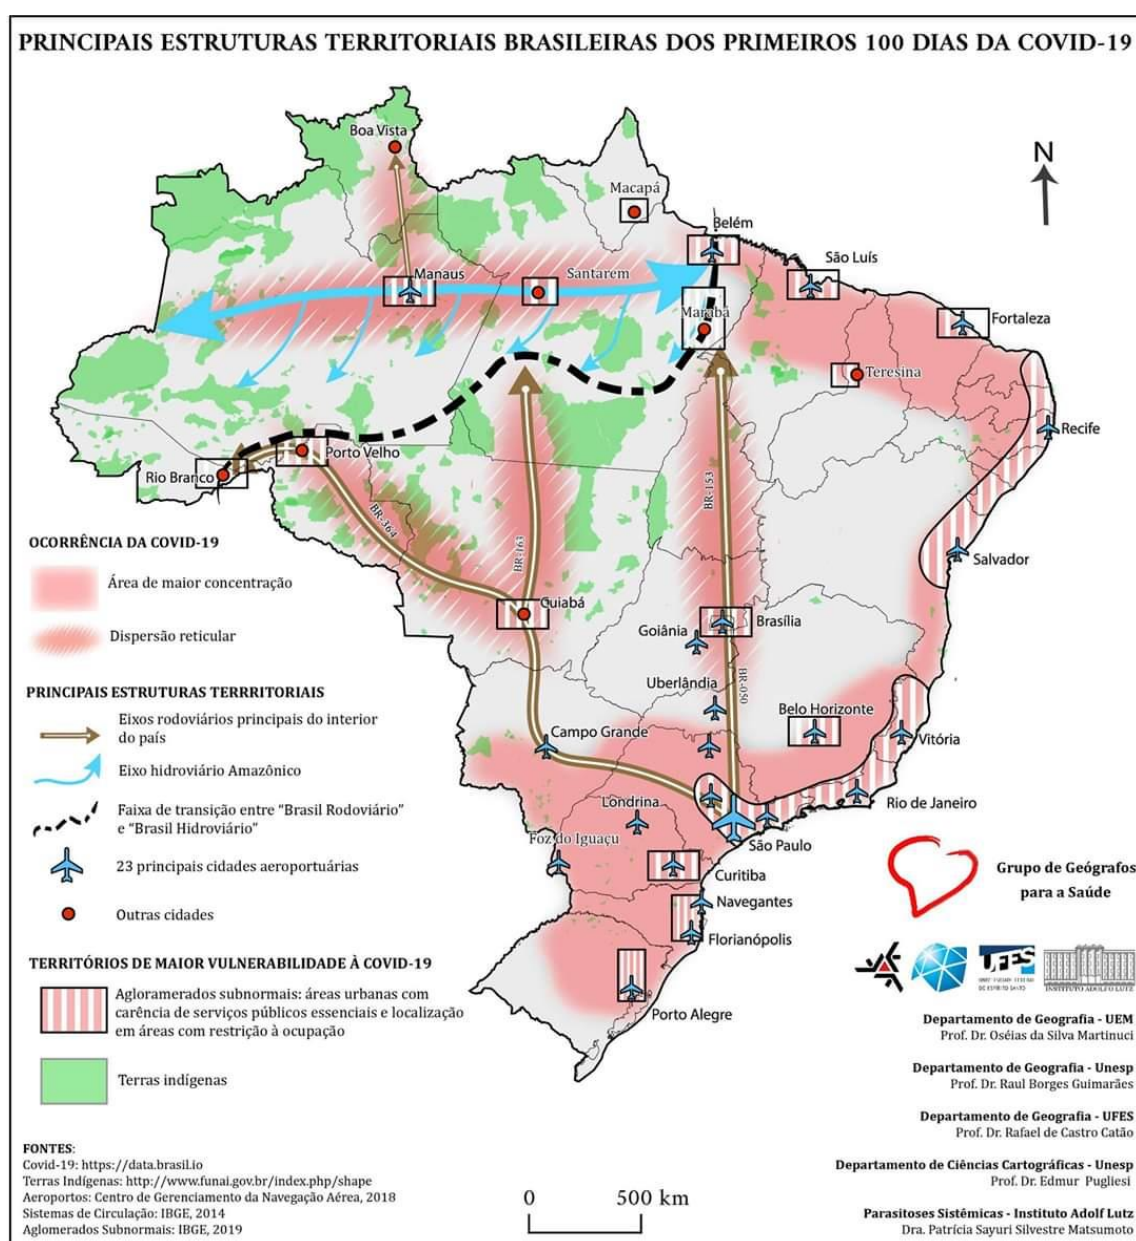 PRINCIPAIS ESTRUTURAS TERRITORIAIS BRASILEIRAS DOS PRIMEIROS 100 DIAS DA COVID-19
N
Boa Vista
Macapá
Belém
São Luís
Manaus
Santarem
Marabá
Fortaleza
Teresina
Recife
Porto Velho
Rio Branco
BR-364
BR-163
BR-153
Salvador
Cuiabá
Brasília
Goiânia
Uberlândia
BR-050
Belo Horizonte
Campo Grande
Vitória
Londrina
Rio de Janeiro
Foz do Iguaçu
São Paulo
Curitiba
Navegantes
Florianópolis
Porto Alegre
OCORRÊNCIA DA COVID-19
Área de maior concentração
Dispersão reticular
PRINCIPAIS ESTRUTURAS TERRRITORIAIS
Eixos rodoviários principais do interior
do país
Eixo hidroviário Amazônico
Faixa de transição entre “Brasil Rodoviário”
e “Brasil Hidroviário”
23 principais cidades aeroportuárias
Outras cidades
TERRITÓRIOS DE MAIOR VULNERABILIDADE À COVID-19
Agloramerados subnormais: áreas urbanas com
carência de serviços públicos essenciais e localização
em áreas com restrição à ocupação
Terras indígenas
FONTES:
Covid-19: https://data.brasil.io
Terras Indígenas: http://www.funai.gov.br/index.php/shape
Aeroportos: Centro de Gerenciamento da Navegação Aérea, 2018
Sistemas de Circulação: IBGE, 2014
Aglomerados Subnormais: IBGE, 2019
0 500 km
Grupo de Geógrafos
para a Saúde
UFES
INSTITUTO ADOLFO LUTZ
Departamento de Geografia - UEM
Prof. Dr. Oséias da Silva Martinuci
Departamento de Geografia - Unesp
Prof. Dr. Raul Borges Guimarães
Departamento de Geografia - UFES
Prof. Dr. Rafael de Castro Catão
Departamento de Ciências Cartográficas - Unesp
Prof. Dr. Edmur Pugliesi
Parasitoses Sistêmicas - Instituto Adolf Lutz
Dra. Patrícia Sayuri Silvestre Matsumoto